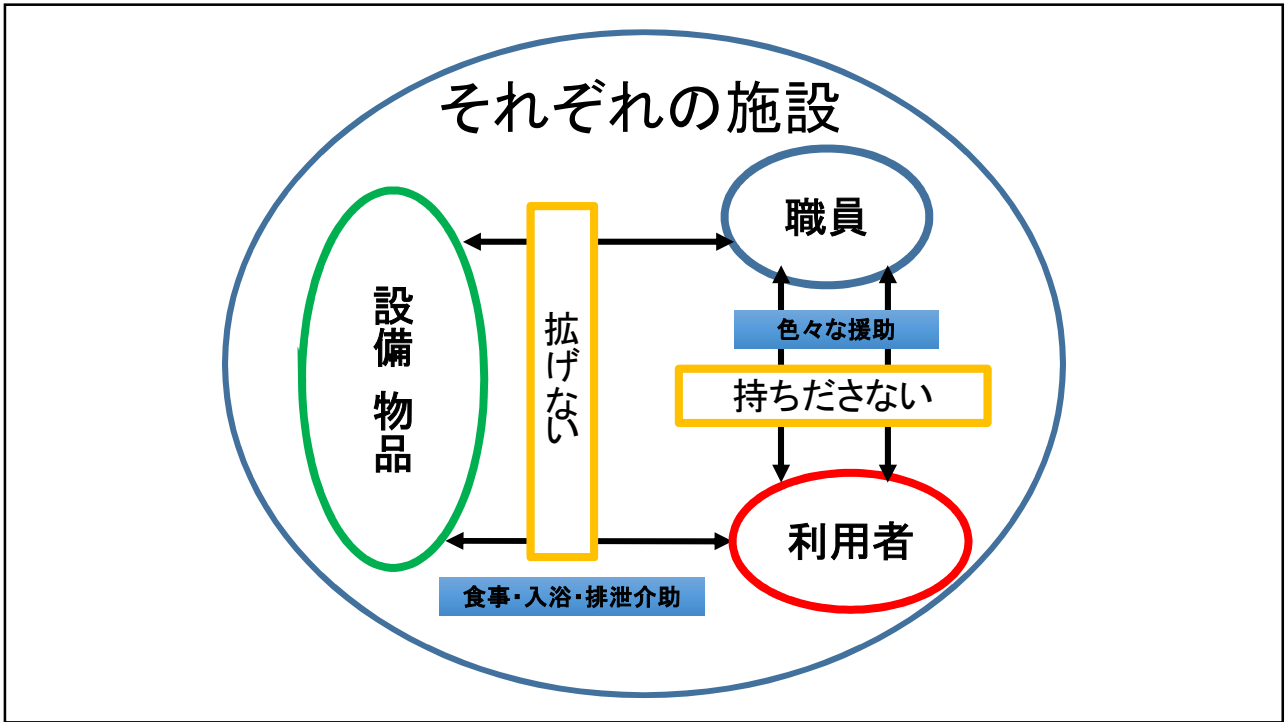 それぞれの施設
職員
設備 物品
拡げない
色々な援助
持ちださない
利用者
食事・入浴・排泄介助